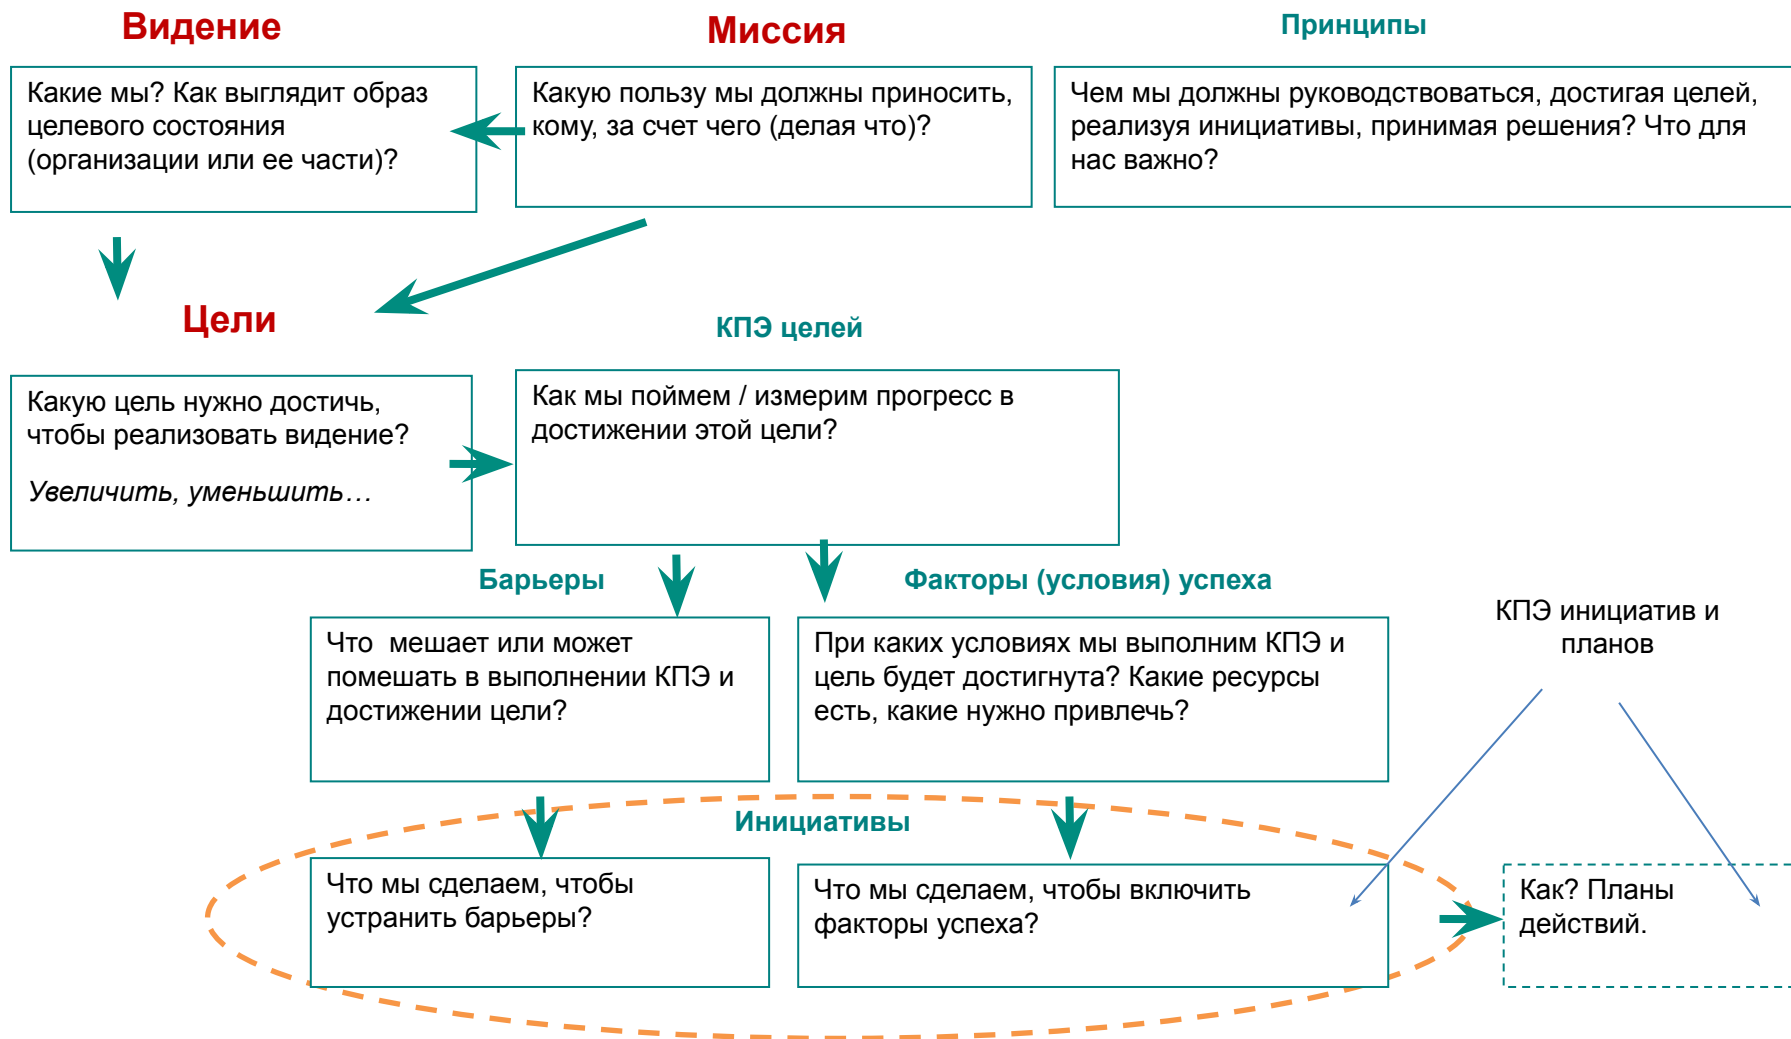 Видение
Миссия
Принципы
Какие мы? Как выглядит образ
целевого состояния
(организации или ее части)?
Какую пользу мы должны приносить,
кому, за счет чего (делая что)?
Чем мы должны руководствоваться, достигая целей,
реализуя инициативы, принимая решения? Что для
нас важно?
Цели
КПЭ целей
Какую цель нужно достичь,
чтобы реализовать видение?
Увеличить, уменьшить…
Как мы поймем / измерим прогресс в
достижении этой цели?
Барьеры
Факторы (условия) успеха
КПЭ инициатив и
планов
Что  мешает или может
помешать в выполнении КПЭ и
достижении цели?
При каких условиях мы выполним КПЭ и
цель будет достигнута? Какие ресурсы
есть, какие нужно привлечь?
Инициативы
Что мы сделаем, чтобы
устранить барьеры?
Что мы сделаем, чтобы включить
факторы успеха?
Как? Планы
действий.